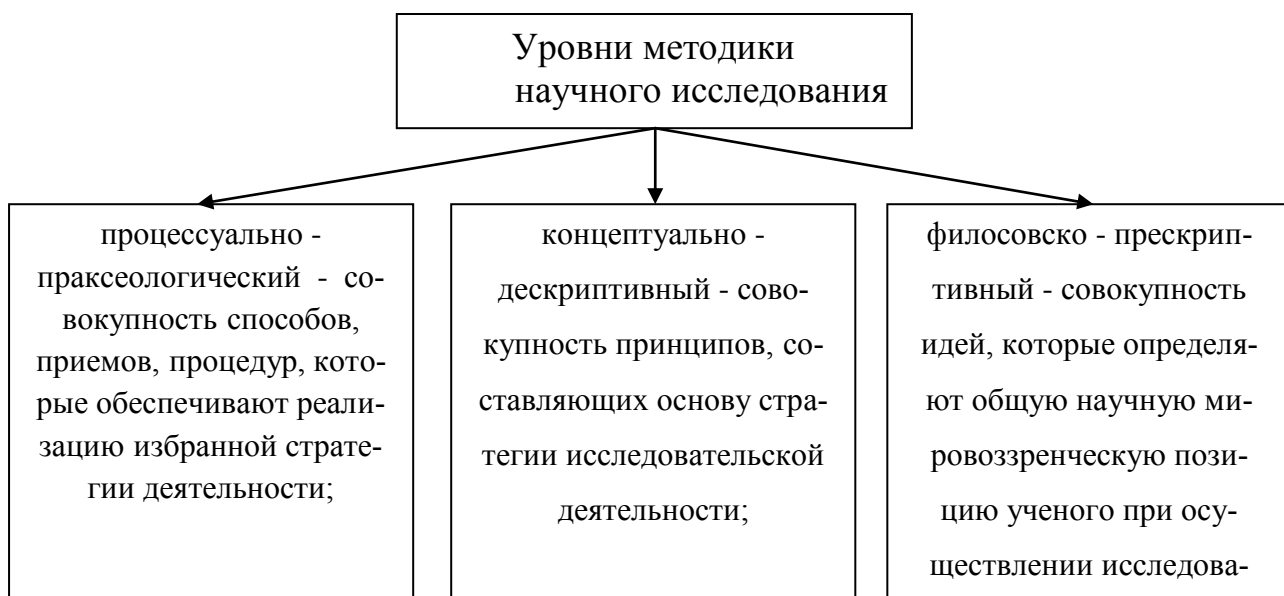 Уровни методики
научного исследования
процессуально -
праксеологический - со-
вокупность способов,
приемов, процедур, кото-
рые обеспечивают реали-
зацию избранной страте-
гии деятельности;
концептуально -
дескриптивный - сово-
купность принципов, со-
ставляющих основу стра-
тегии исследовательской
деятельности;
филосовско - прескрип-
тивный - совокупность
идей, которые определя-
ют общую научную ми-
ровоззренческую пози-
цию ученого при осу-
ществлении исследова-